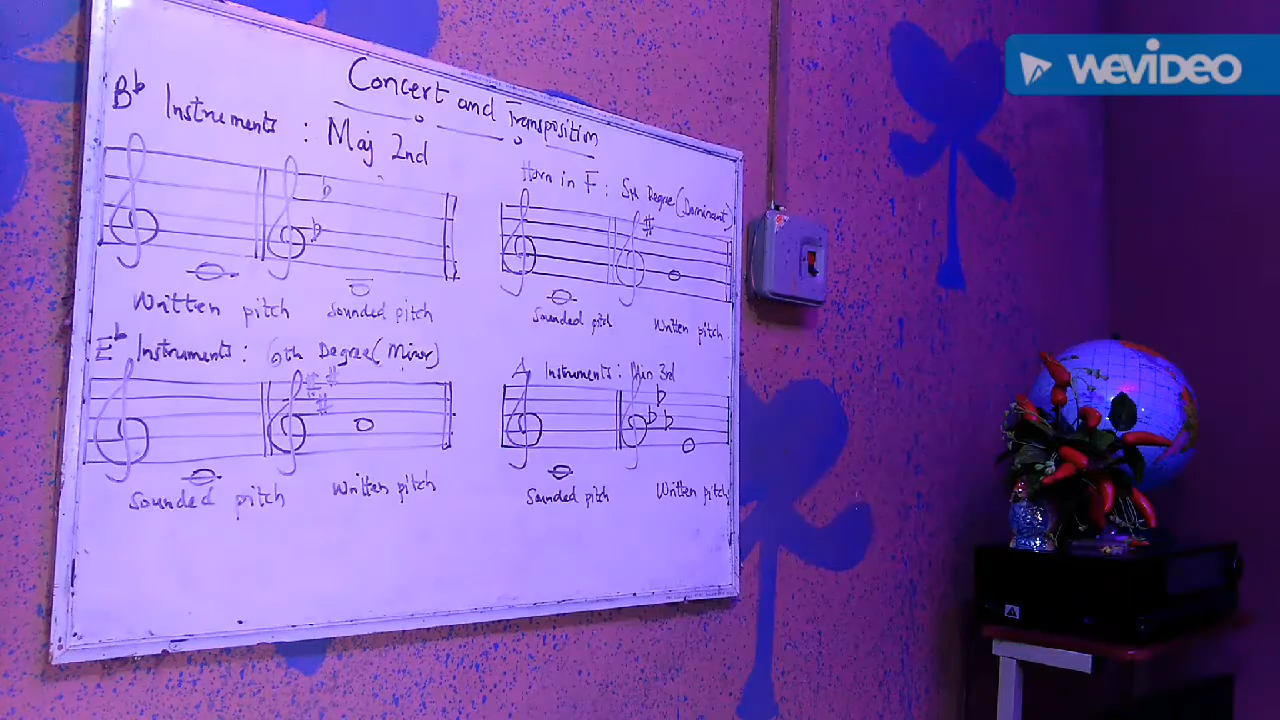 WEVIDEO
Concert and Transposition
B♭ Instruments : Maj 2nd
Written pitch
Sounded pitch
Horn in F : 5th Degree (Dominant)
Sounded pitch
Written pitch
E♭ Instruments : 6th Degree (Minor)
Sounded pitch
Written pitch
A Instruments : Min 3rd
Sounded pitch
Written pitch